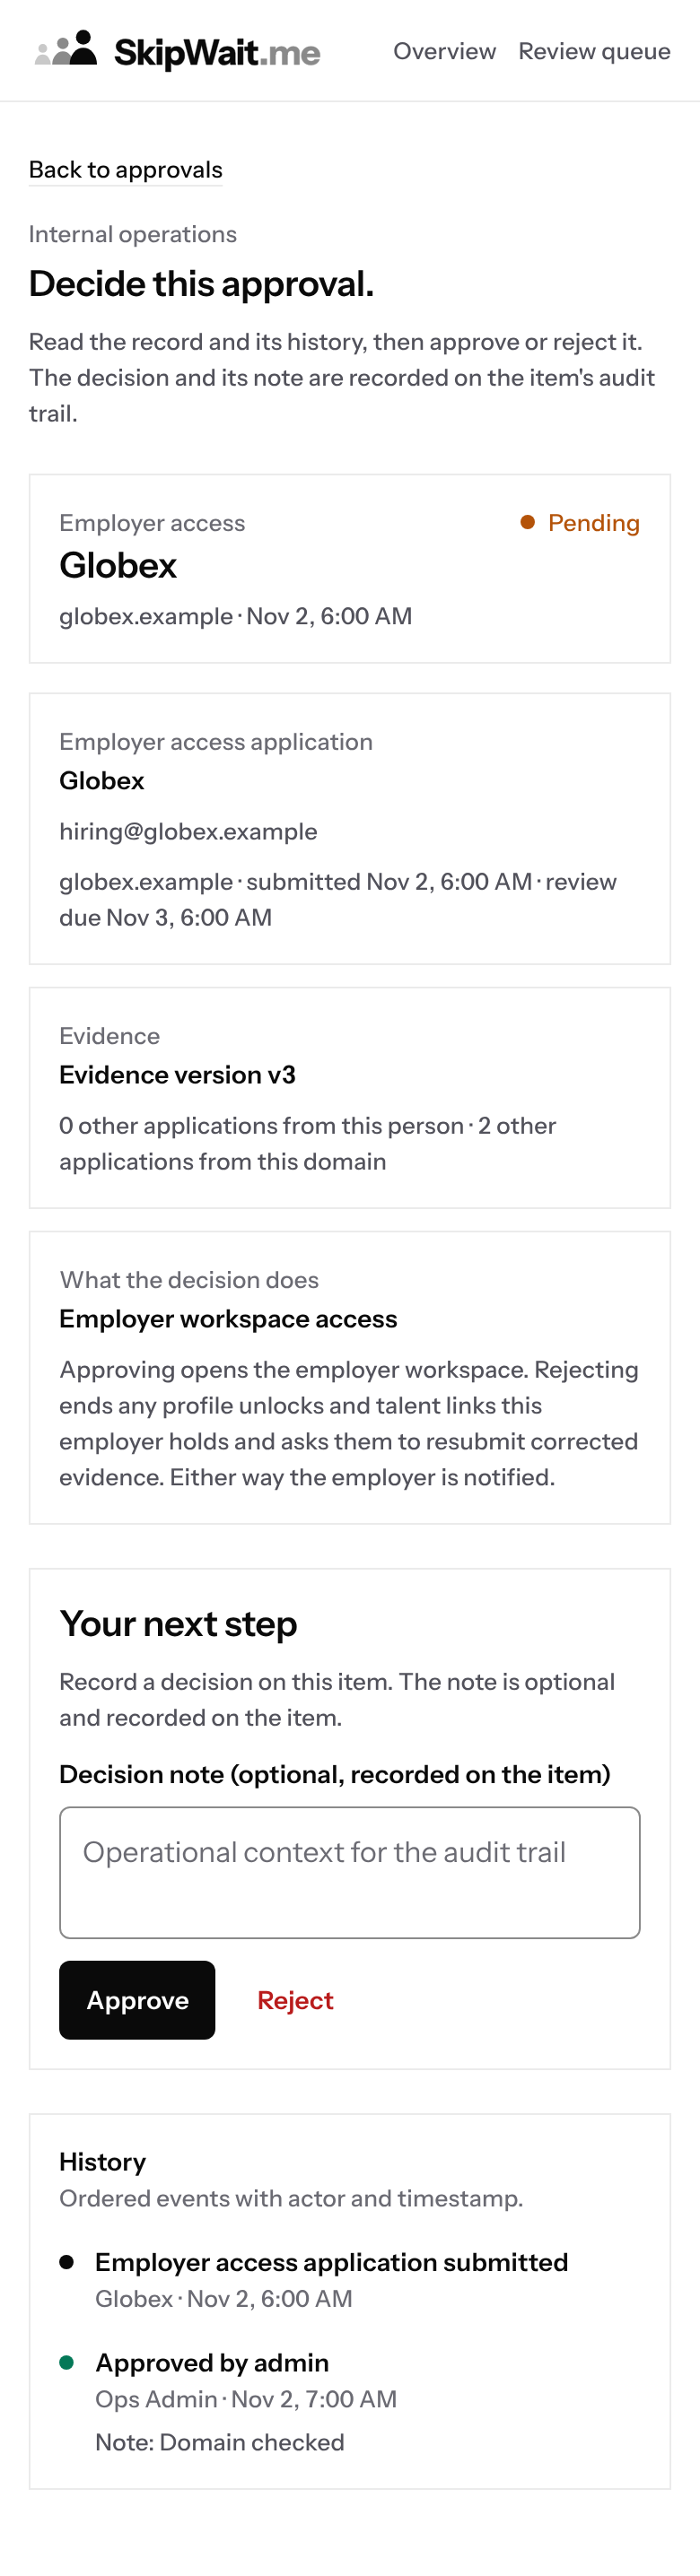 SkipWait.me
Overview Review queue
Back to approvals
Internal operations
Decide this approval.
Read the record and its history, then approve or reject it.
The decision and its note are recorded on the item's audit
trail.
Employer access
Pending
Globex
globex.example · Nov 2, 6:00 AM
Employer access application
Globex
hiring@globex.example
globex.example · submitted Nov 2, 6:00 AM · review
due Nov 3, 6:00 AM
Evidence
Evidence version v3
0 other applications from this person · 2 other
applications from this domain
What the decision does
Employer workspace access
Approving opens the employer workspace. Rejecting
ends any profile unlocks and talent links this
employer holds and asks them to resubmit corrected
evidence. Either way the employer is notified.
Your next step
Record a decision on this item. The note is optional
and recorded on the item.
Decision note (optional, recorded on the item)
Operational context for the audit trail
Approve
Reject
History
Ordered events with actor and timestamp.
Employer access application submitted
Globex · Nov 2, 6:00 AM
Approved by admin
Ops Admin · Nov 2, 7:00 AM
Note: Domain checked